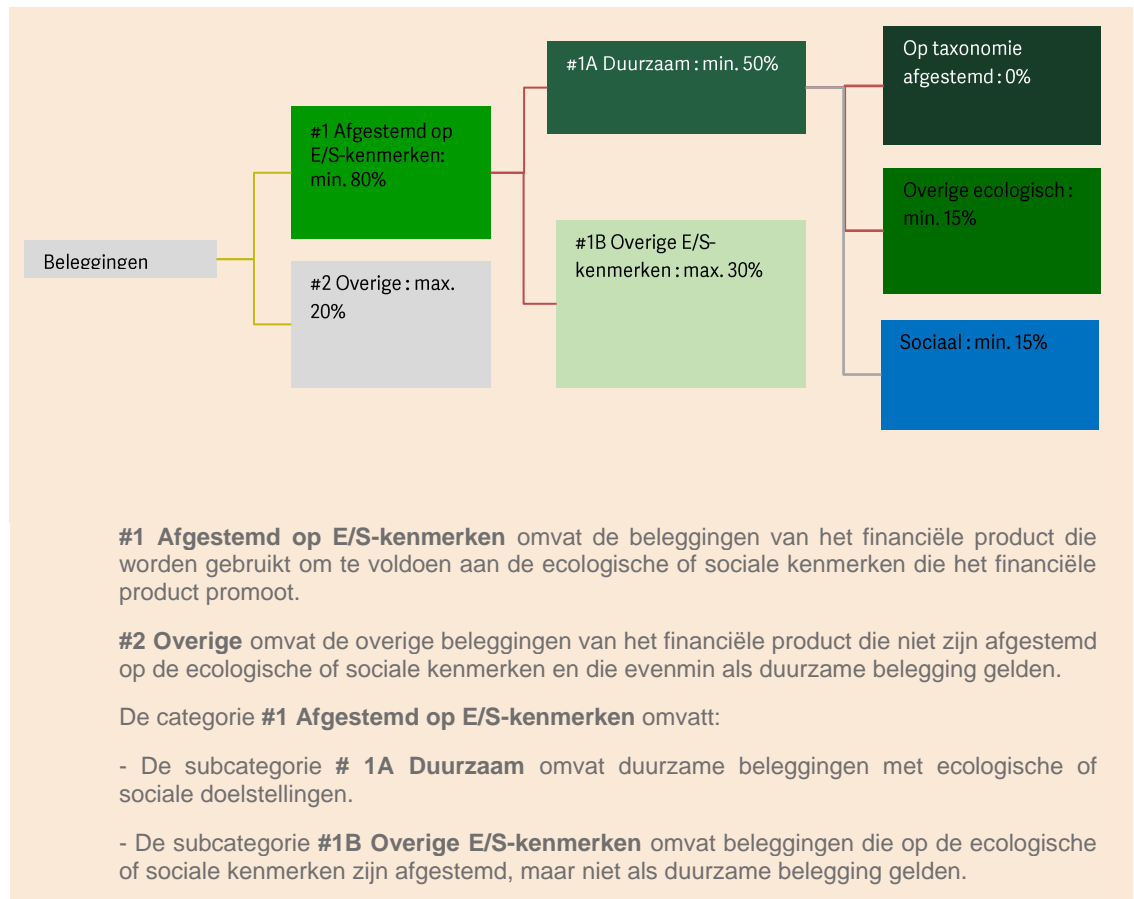 Beleggingen
#1 Afgestemd op
E/S-kenmerken:
min. 80%
#2 Overige : max.
20%
#1A Duurzaam : min. 50%
#1B Overige E/S-
kenmerken : max. 30%
Op taxonomie
afgestemd : 0%
Overige ecologisch :
min. 15%
Sociaal : min. 15%
#1 Afgestemd op E/S-kenmerken omvat de beleggingen van het financiële product die
worden gebruikt om te voldoen aan de ecologische of sociale kenmerken die het financiële
product promoot.
#2 Overige omvat de overige beleggingen van het financiële product die niet zijn afgestemd
op de ecologische of sociale kenmerken en die evenmin als duurzame belegging gelden.
De categorie #1 Afgestemd op E/S-kenmerken omvatt:
- De subcategorie # 1A Duurzaam omvat duurzame beleggingen met ecologische of
sociale doelstellingen.
- De subcategorie #1B Overige E/S-kenmerken omvat beleggingen die op de ecologische
of sociale kenmerken zijn afgestemd, maar niet als duurzame belegging gelden.